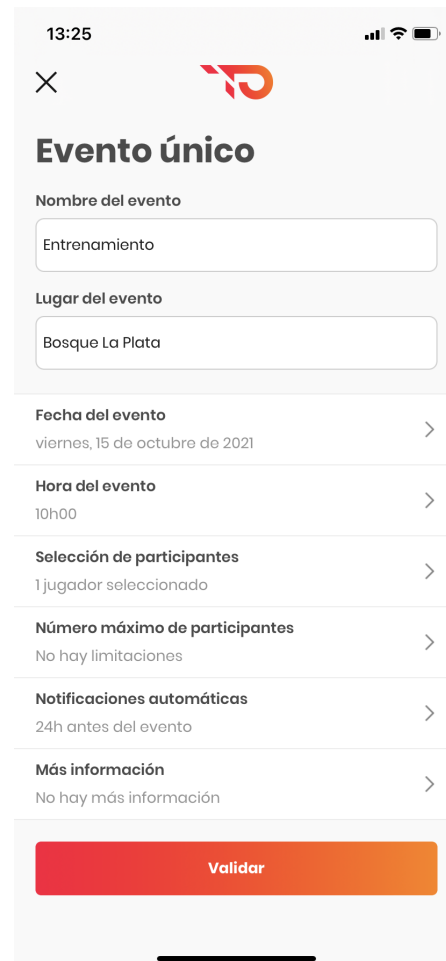 13:25
Evento único
Nombre del evento
Entrenamiento
Lugar del evento
Bosque La Plata
Fecha del evento
viernes, 15 de octubre de 2021
Hora del evento
10h00
Selección de participantes
1 jugador seleccionado
Número máximo de participantes
No hay limitaciones
Notificaciones automáticas
24h antes del evento
Más información
No hay más información
Validar